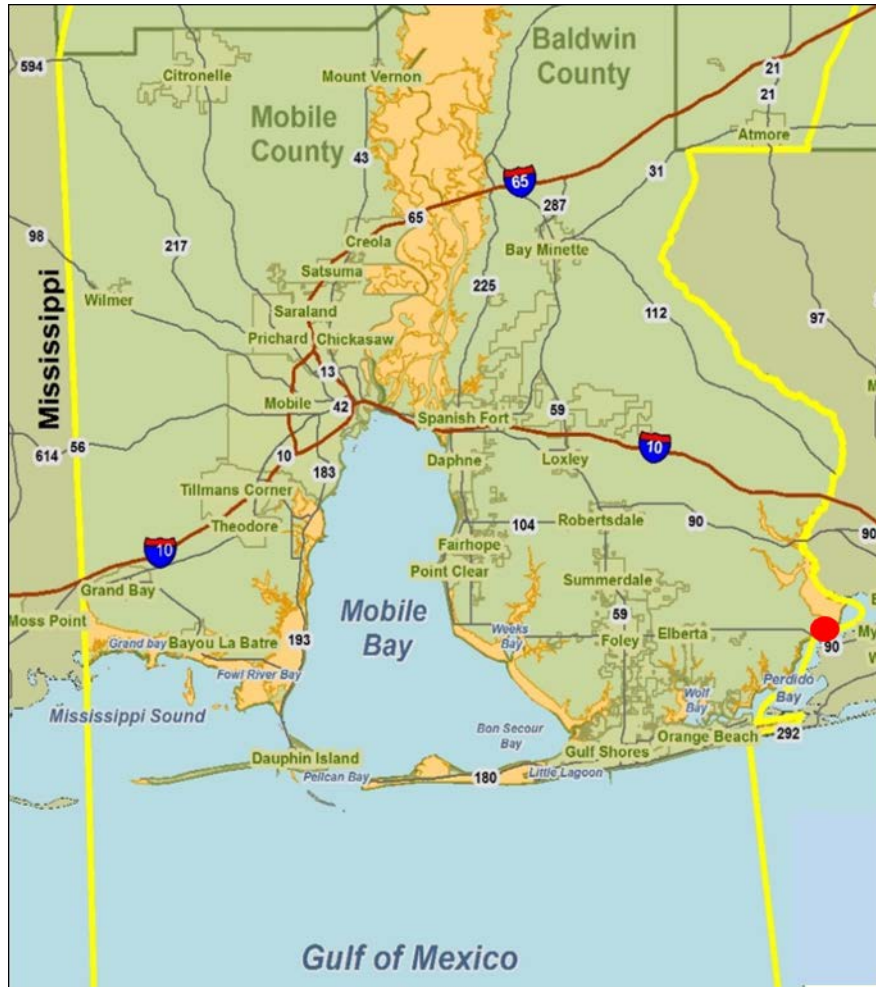 Baldwin
County
594
Citronelle
Mount Vernon
21
21
Mobile
County
Atmore
43
65
31
287
65
Creola
98
217
Bay Minette
Satsuma
225
Wilmer
Saraland
112
97
Mississippi
Prichard
Chickasaw
13
Mobile
42
Spanish Fort
59
56
614
10
183
Daphne
Loxley
10
Tillmans Corner
Theodore
104
Robertsdale
90
90
Fairhope
10
Point Clear
Summerdale
Grand Bay
Moss Point
Mobile
Bay
59
Weeks
Bay
Foley
Elberta
My
90
Grand bay
Bayou La Batre
193
Fowl River Bay
Perdido
Bay
Wolf
Bay
Mississippi Sound
Bon Secour
Bay
Orange Beach
292
Gulf Shores
Dauphin Island
Pelican Bay
180
Little Lagoon
Gulf of Mexico